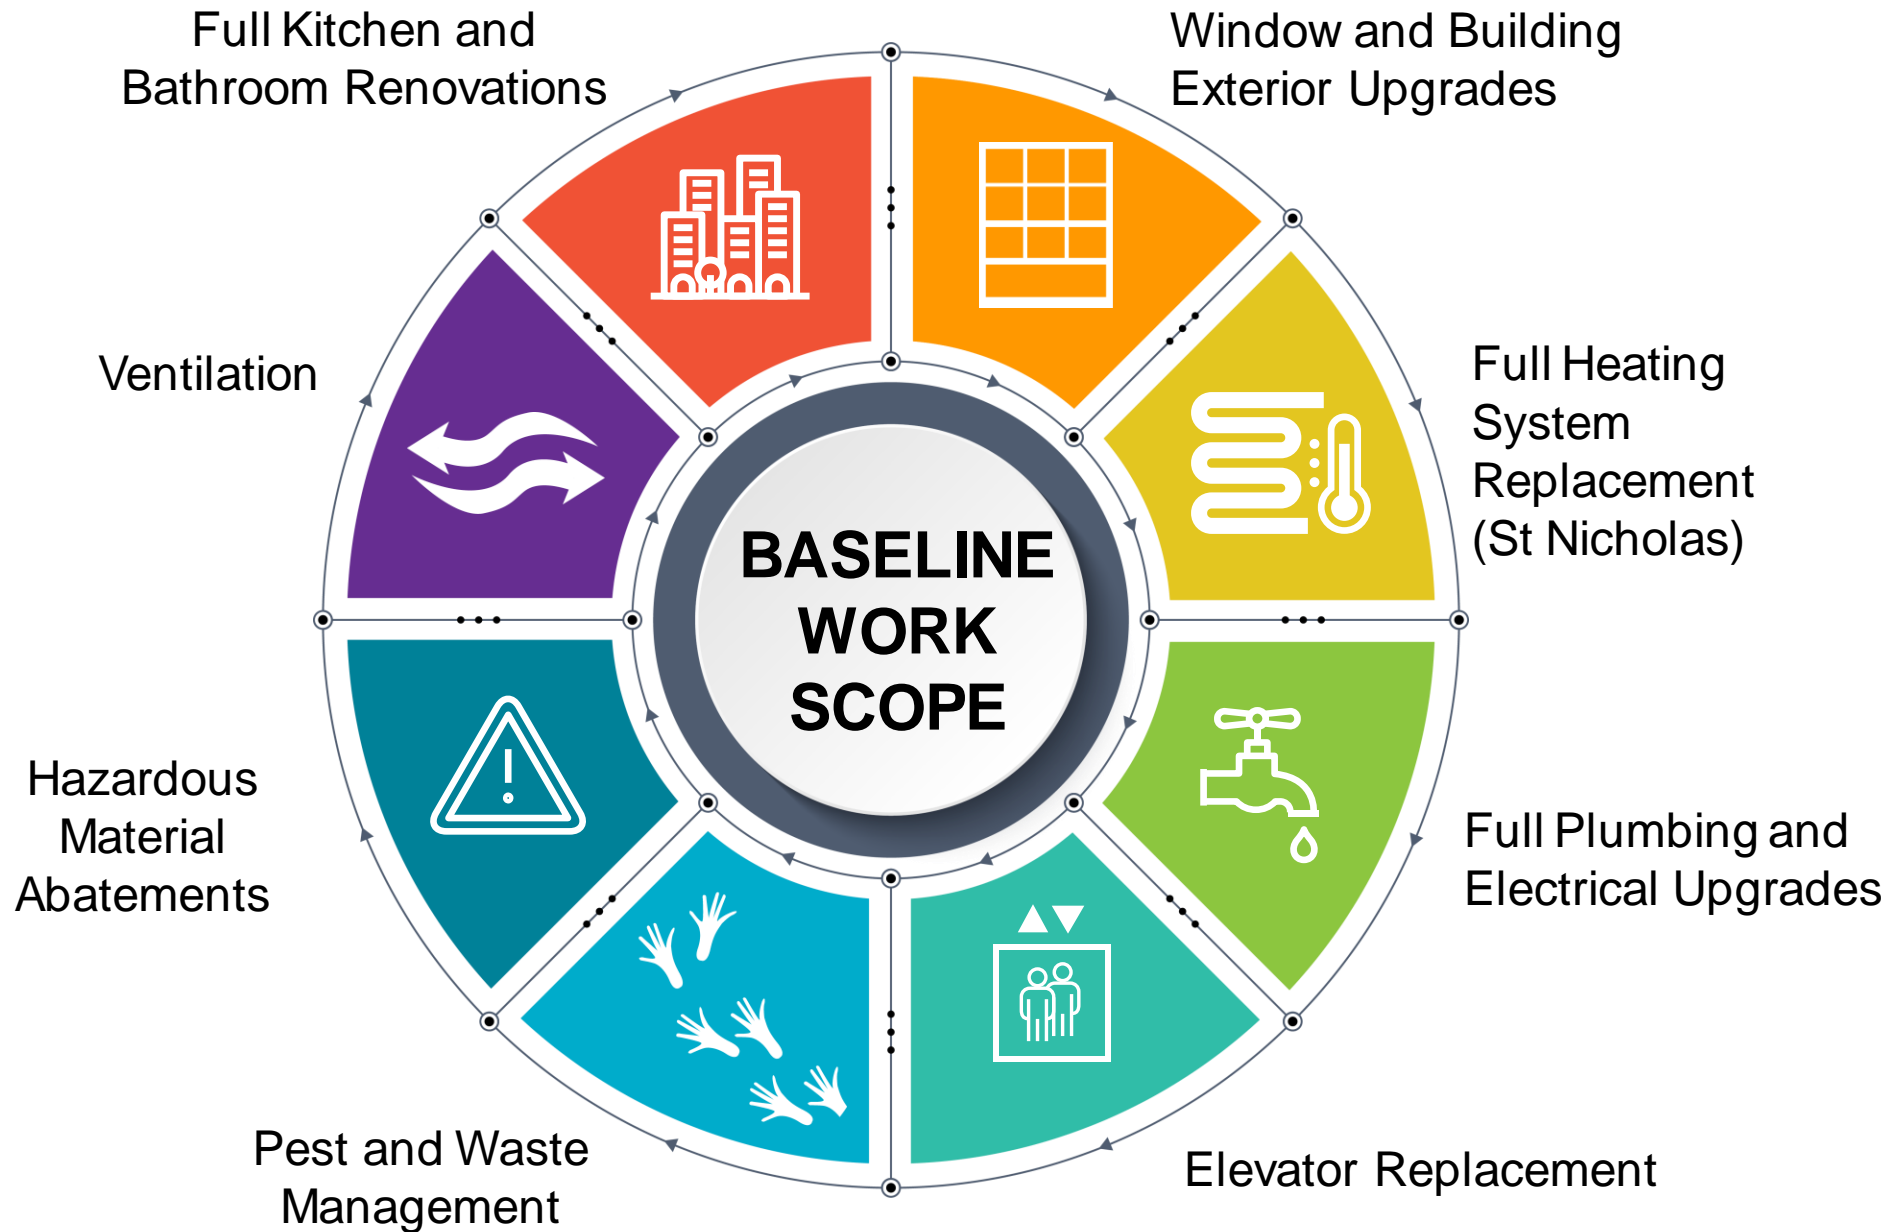 Full Kitchen and
Bathroom Renovations
Window and Building
Exterior Upgrades
Ventilation
Full Heating
System
Replacement
(St Nicholas)
BASELINE
WORK
SCOPE
Hazardous
Material
Abatements
Full Plumbing and
Electrical Upgrades
Pest and Waste
Management
Elevator Replacement